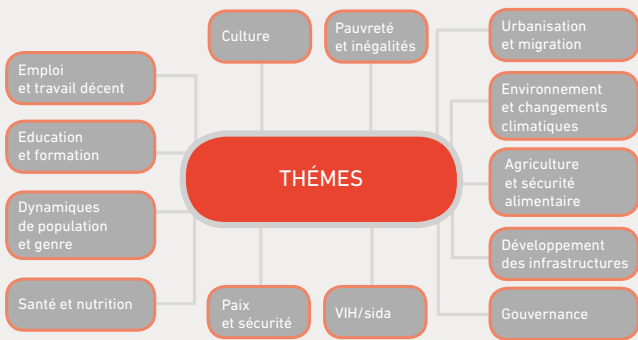 Culture
Pauvreté
et inégalités
Urbanisation
et migration
Emploi
et travail décent
Environnement
et changements
climatiques
Education
et formation
THÉMES
Agriculture
et sécurité
alimentaire
Dynamiques
de population
et genre
Développement
des infrastructures
Santé et nutrition
Paix
et sécurité
VIH/sida
Gouvernance